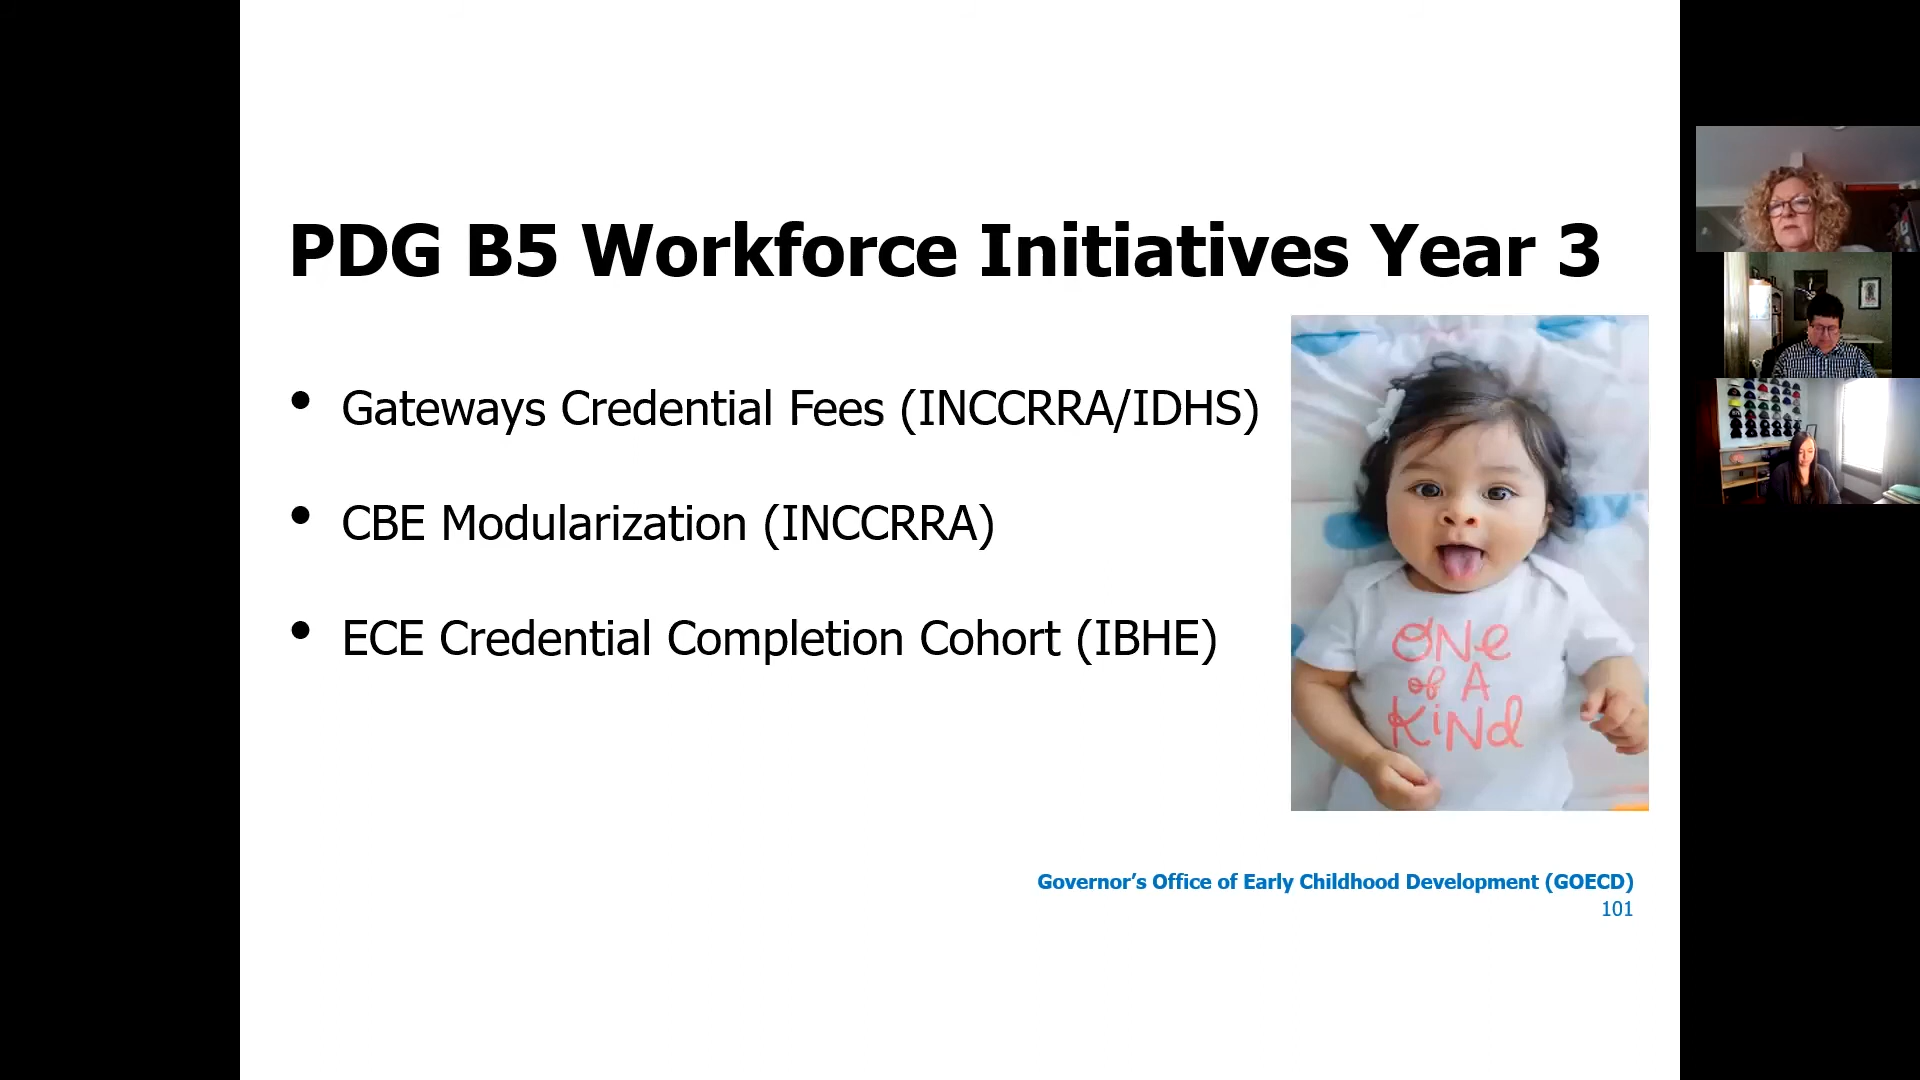 PDG B5 Workforce Initiatives Year 3
• Gateways Credential Fees (INCCRRA/IDHS)
• CBE Modularization (INCCRRA)
• ECE Credential Completion Cohort (IBHE)
ONe
of A
KiNd
Governor’s Office of Early Childhood Development (GOECD)
101